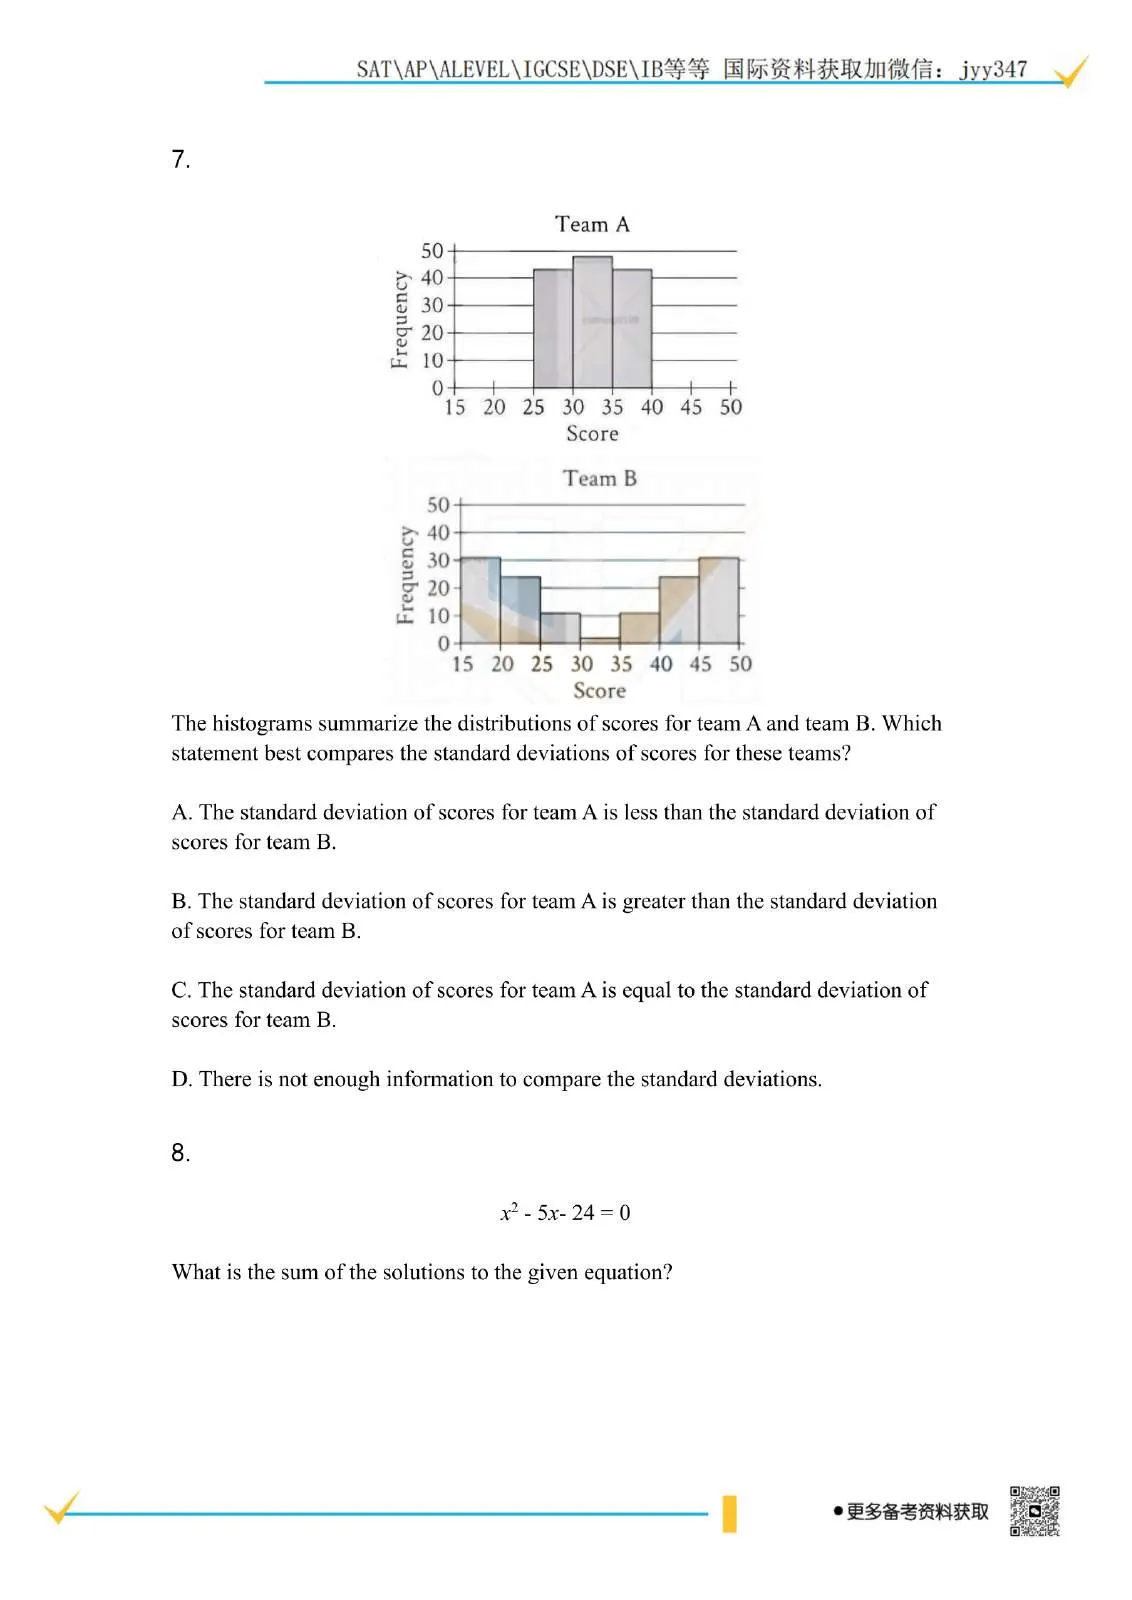 SAT\AP\ALEVEL\IGCSE\DSE\IB等等 国际资料获取加微信：jyy347
7.
Team A
50
40
30
20
10
0
Frequency
15 20 25 30 35 40 45 50
Score
Team B
50
40
30
20
10
0
Frequency
15 20 25 30 35 40 45 50
Score
The histograms summarize the distributions of scores for team A and team B. Which
statement best compares the standard deviations of scores for these teams?
A. The standard deviation of scores for team A is less than the standard deviation of
scores for team B.
B. The standard deviation of scores for team A is greater than the standard deviation
of scores for team B.
C. The standard deviation of scores for team A is equal to the standard deviation of
scores for team B.
D. There is not enough information to compare the standard deviations.
8.
x² - 5x- 24 = 0
What is the sum of the solutions to the given equation?
●更多备考资料获取